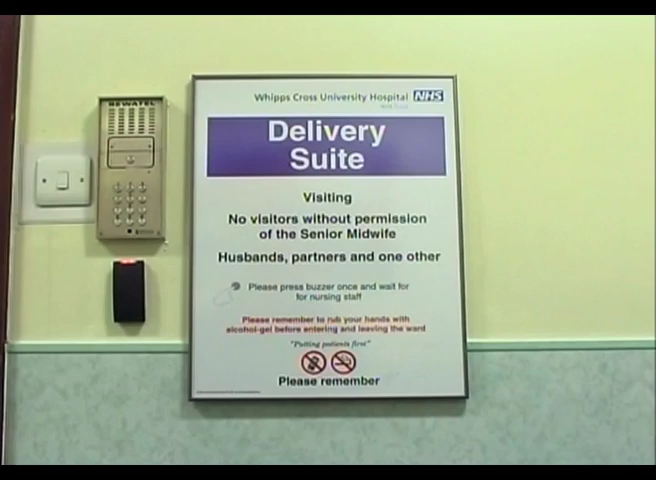 Whipps Cross University Hospital NHS
Delivery
Suite
Visiting
No visitors without permission
of the Senior Midwife
Husbands, partners and one other
Please press buzzer once and wait for
for nursing staff
Please remember to rub your hands with
alcohol-gel before entering and leaving the ward
"Putting patients first"
Please remember